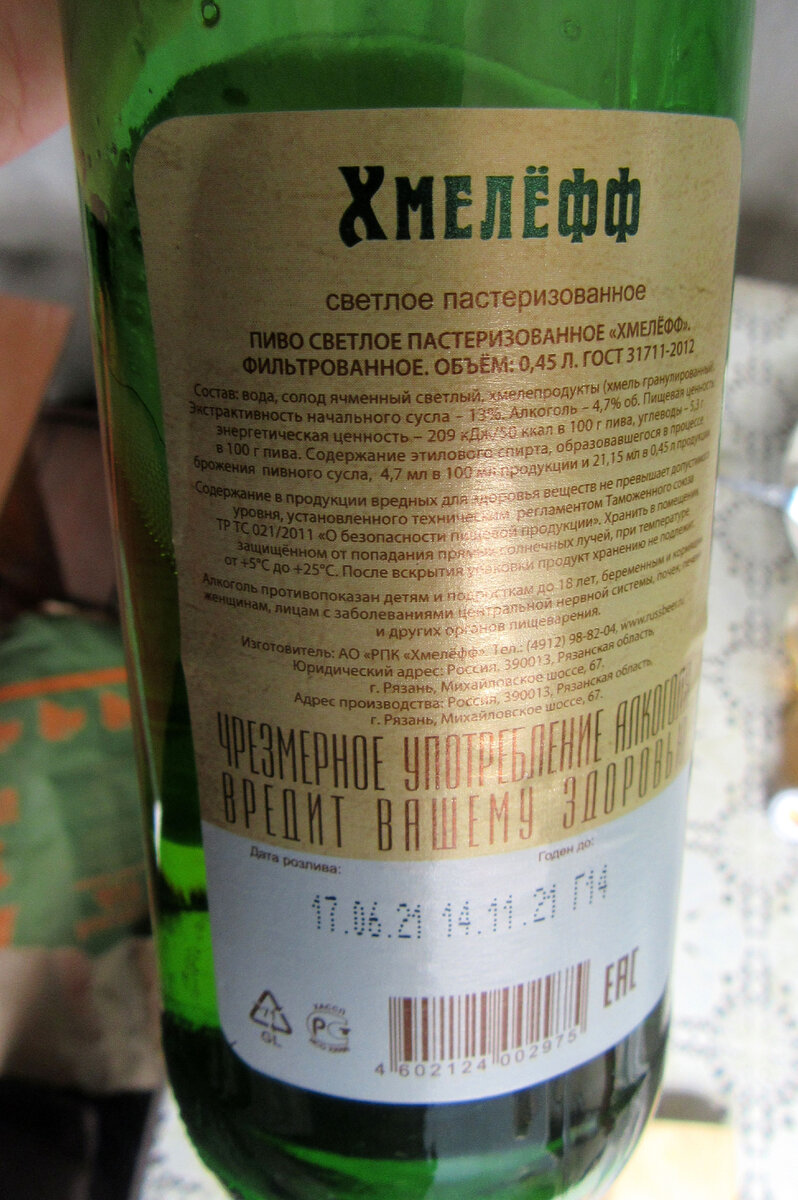 ХМЕЛЁФФ
светлое пастеризованное
ПИВО СВЕТЛОЕ ПАСТЕРИЗОВАННОЕ «ХМЕЛЁФФ».
ФИЛЬТРОВАННОЕ. ОБЪЁМ: 0,45 Л. ГОСТ 31711-2012
Состав: вода, солод ячменный светлый, хмелепродукты (хмель гранулированный).
Экстрактивность начального сусла – 13%. Алкоголь – 4,7% об. Пищевая ценность:
энергетическая ценность – 209 кДж/50 ккал в 100 г пива, углеводы – 5,3 г
в 100 г пива. Содержание этилового спирта, образовавшегося в процессе
брожения пивного сусла, 4,7 мл в 100 мл продукции и 21,15 мл в 0,45 л продукции.
Содержание в продукции вредных для здоровья веществ не превышает допустимого
уровня, установленного техническим регламентом Таможенного союза
ТР ТС 021/2011 «О безопасности пищевой продукции». Хранить в помещении,
защищённом от попадания прямых солнечных лучей, при температуре
от +5°С до +25°С. После вскрытия упаковки продукт хранению не подлежит.
Алкоголь противопоказан детям и подросткам до 18 лет, беременным и кормящим
женщинам, лицам с заболеваниями центральной нервной системы, почек, печени
и других органов пищеварения.
Изготовитель: АО «РПК «Хмелёфф». Тел.: (4912) 98-82-04, www.russbeer.ru
Юридический адрес: Россия, 390013, Рязанская область,
г. Рязань, Михайловское шоссе, 67.
Адрес производства: Россия, 390013, Рязанская область,
г. Рязань, Михайловское шоссе, 67.
ЧРЕЗМЕРНОЕ УПОТРЕБЛЕНИЕ АЛКОГОЛЯ
ВРЕДИТ ВАШЕМУ ЗДОРОВЬЮ
Дата розлива: Годен до:
17.06.21 14.11.21 Г14
71
GL
РСТ
EAC
4 602124 002975